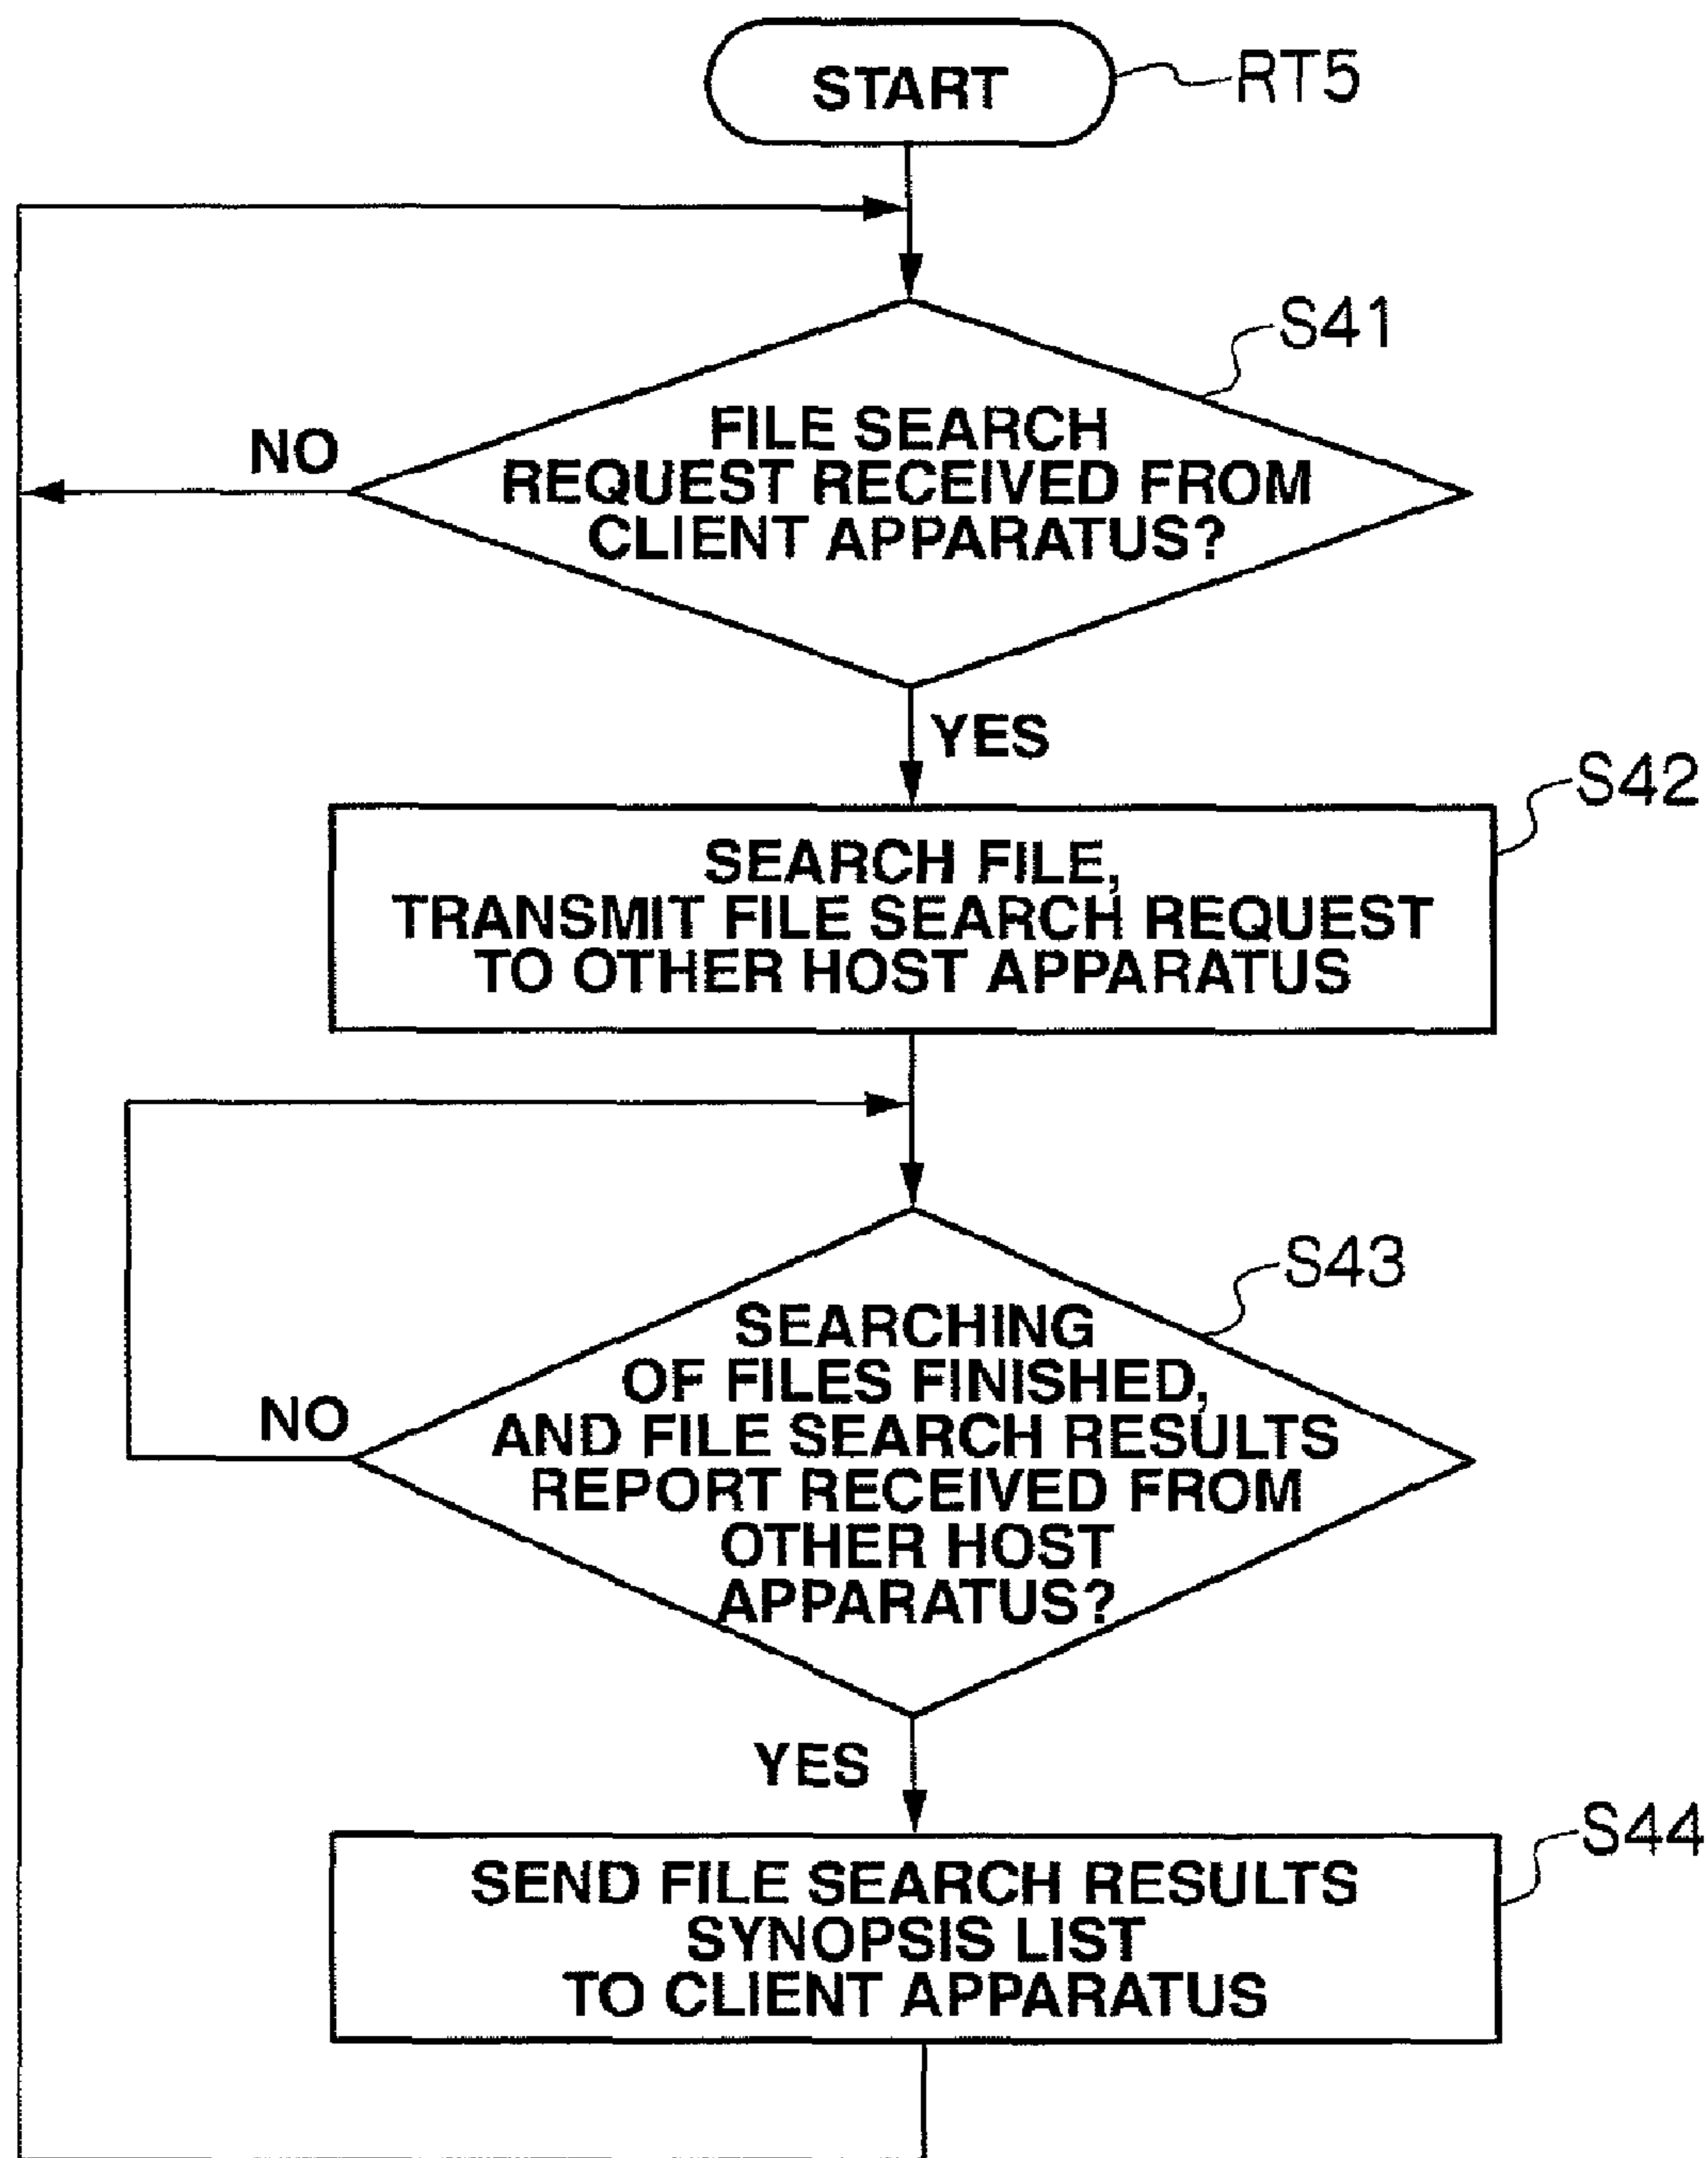 START
RT5
S41
FILE SEARCH
REQUEST RECEIVED FROM
CLIENT APPARATUS?
NO
YES
S42
SEARCH FILE,
TRANSMIT FILE SEARCH REQUEST
TO OTHER HOST APPARATUS
S43
SEARCHING
OF FILES FINISHED,
AND FILE SEARCH RESULTS
REPORT RECEIVED FROM
OTHER HOST
APPARATUS?
NO
YES
S44
SEND FILE SEARCH RESULTS
SYNOPSIS LIST
TO CLIENT APPARATUS